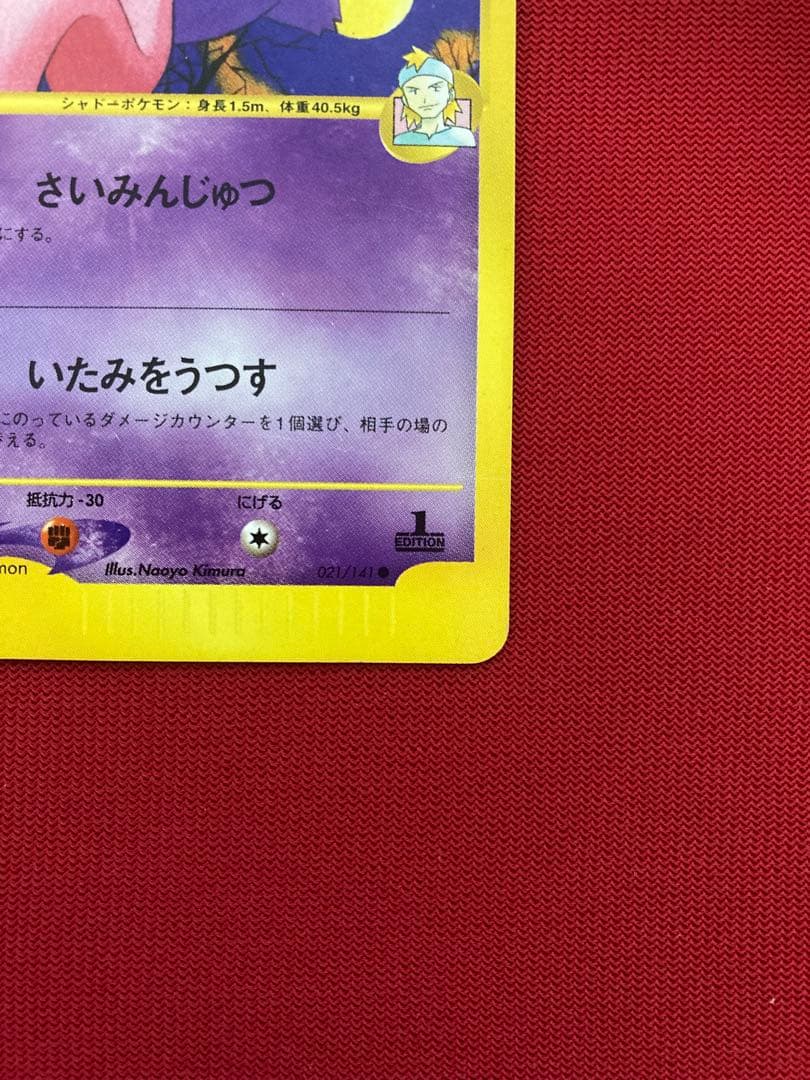 シャドーポケモン：身長1.5m、体重40.5kg
さいみんじゅつ
にする。
いたみをうつす
にのっているダメージカウンターを1個選び、相手の場の
える。
抵抗力 -30
にげる
1
EDITION
mon
Illus.Naoyo Kimura
021/141●